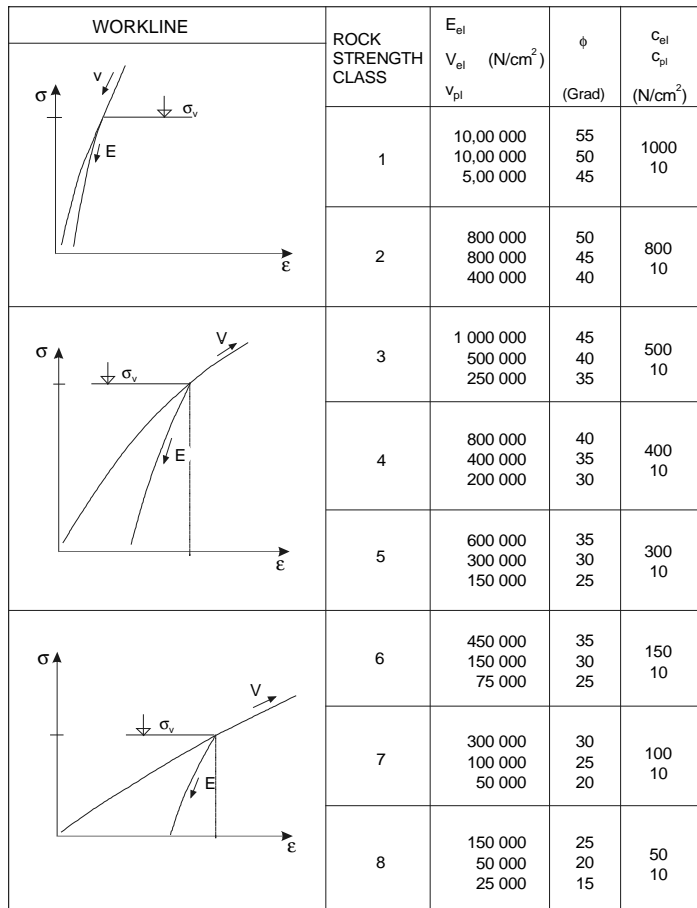 WORKLINE
ROCK
STRENGTH
CLASS
E_el
V_el (N/cm²)
v_pl
ϕ
(Grad)
c_el
c_pl
(N/cm²)
σ
v
σ_v
E
ε
1
10,00 000
10,00 000
5,00 000
55
50
45
1000
10
2
800 000
800 000
400 000
50
45
40
800
10
σ
V
σ_v
E
ε
3
1 000 000
500 000
250 000
45
40
35
500
10
4
800 000
400 000
200 000
40
35
30
400
10
5
600 000
300 000
150 000
35
30
25
300
10
σ
V
σ_v
E
ε
6
450 000
150 000
75 000
35
30
25
150
10
7
300 000
100 000
50 000
30
25
20
100
10
8
150 000
50 000
25 000
25
20
15
50
10